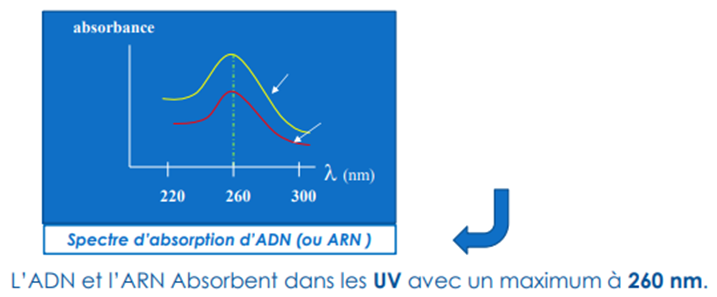 absorbance
λ (nm)
220 260 300
Spectre d'absorption d'ADN (ou ARN )
L'ADN et l'ARN Absorbent dans les UV avec un maximum à 260 nm.